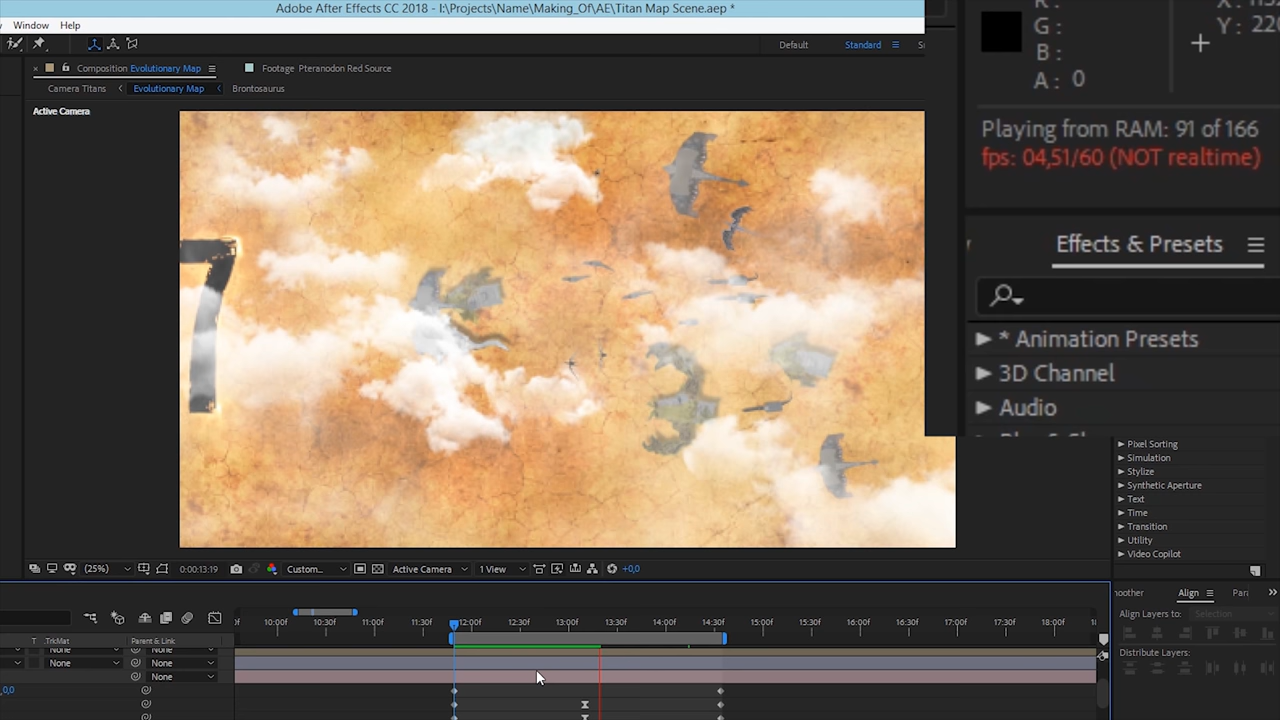 Adobe After Effects CC 2018 - I:\Projects\Name\Making_Of\AE\Titan Map Scene.aep *
Window Help
Default Standard
Composition Evolutionary Map
Footage Pteranodon Red Source
Camera Titans Evolutionary Map Brontosaurus
Active Camera
7
G:
B:
A: 0
Y:
Playing from RAM: 91 of 166
fps: 04,51/60 (NOT realtime)
Effects & Presets
* Animation Presets
3D Channel
Audio
Pixel Sorting
Simulation
Stylize
Synthetic Aperture
Text
Time
Transition
Utility
Video Copilot
(25%) 0:00:13:19 Custom... Active Camera 1 View +0,0
10:00f 10:30f 11:00f 11:30f 12:00f 12:30f 13:00f 13:30f 14:00f 14:30f 15:00f 15:30f 16:00f 16:30f 17:00f 17:30f 18:00f
T .TrkMat Parent & Link
None None
None None
None
0,0
Align
Align Layers to: Selection
Distribute Layers: